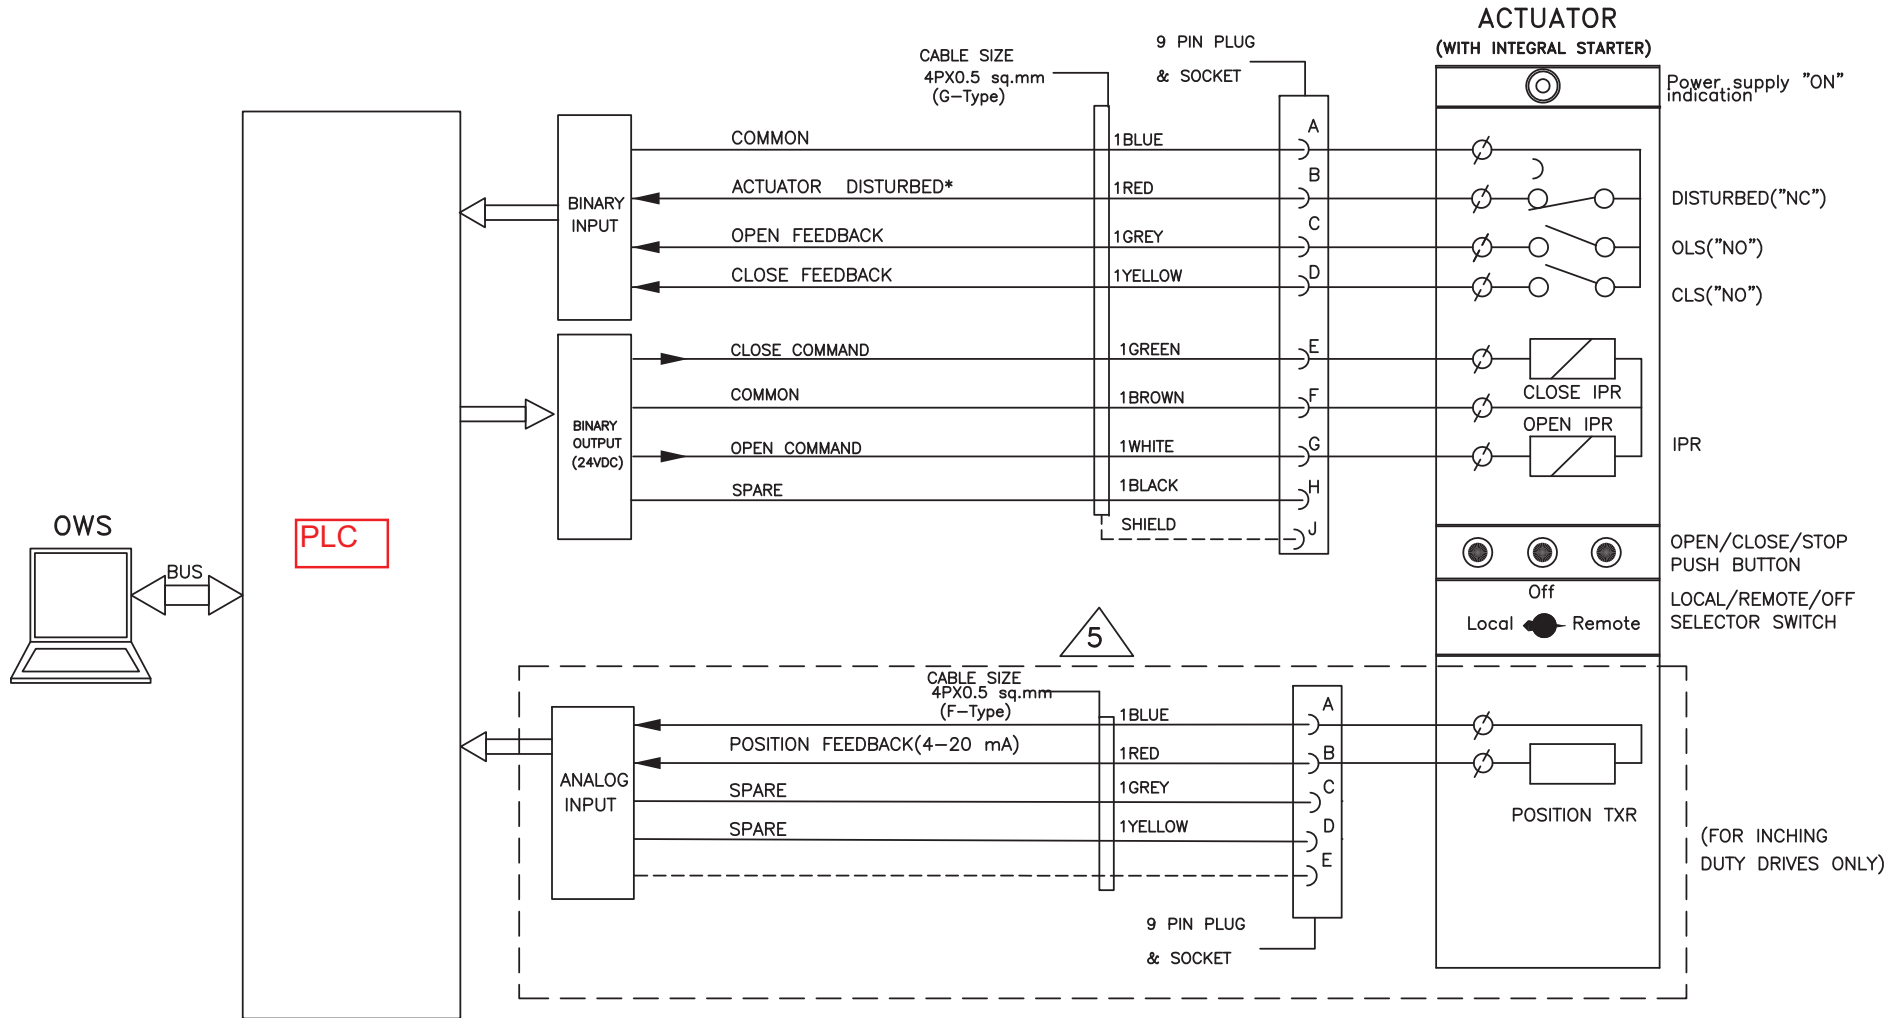 ACTUATOR
(WITH INTEGRAL STARTER)
9 PIN PLUG
& SOCKET
CABLE SIZE
4PX0.5 sq.mm
(G-Type)
Power supply "ON"
indication
COMMON
1BLUE
A
ACTUATOR DISTURBED*
1RED
B
DISTURBED("NC")
BINARY
INPUT
OPEN FEEDBACK
1GREY
C
OLS("NO")
CLOSE FEEDBACK
1YELLOW
D
CLS("NO")
CLOSE COMMAND
1GREEN
E
CLOSE IPR
COMMON
1BROWN
F
OPEN IPR
BINARY
OUTPUT
(24VDC)
OPEN COMMAND
1WHITE
G
IPR
SPARE
1BLACK
H
SHIELD
J
OWS
PLC
BUS
OPEN/CLOSE/STOP
PUSH BUTTON
Off
Local
Remote
LOCAL/REMOTE/OFF
SELECTOR SWITCH
5
CABLE SIZE
4PX0.5 sq.mm
(F-Type)
1BLUE
A
POSITION FEEDBACK(4-20 mA)
1RED
B
ANALOG
INPUT
SPARE
1GREY
C
POSITION TXR
SPARE
1YELLOW
D
E
(FOR INCHING
DUTY DRIVES ONLY)
9 PIN PLUG
& SOCKET